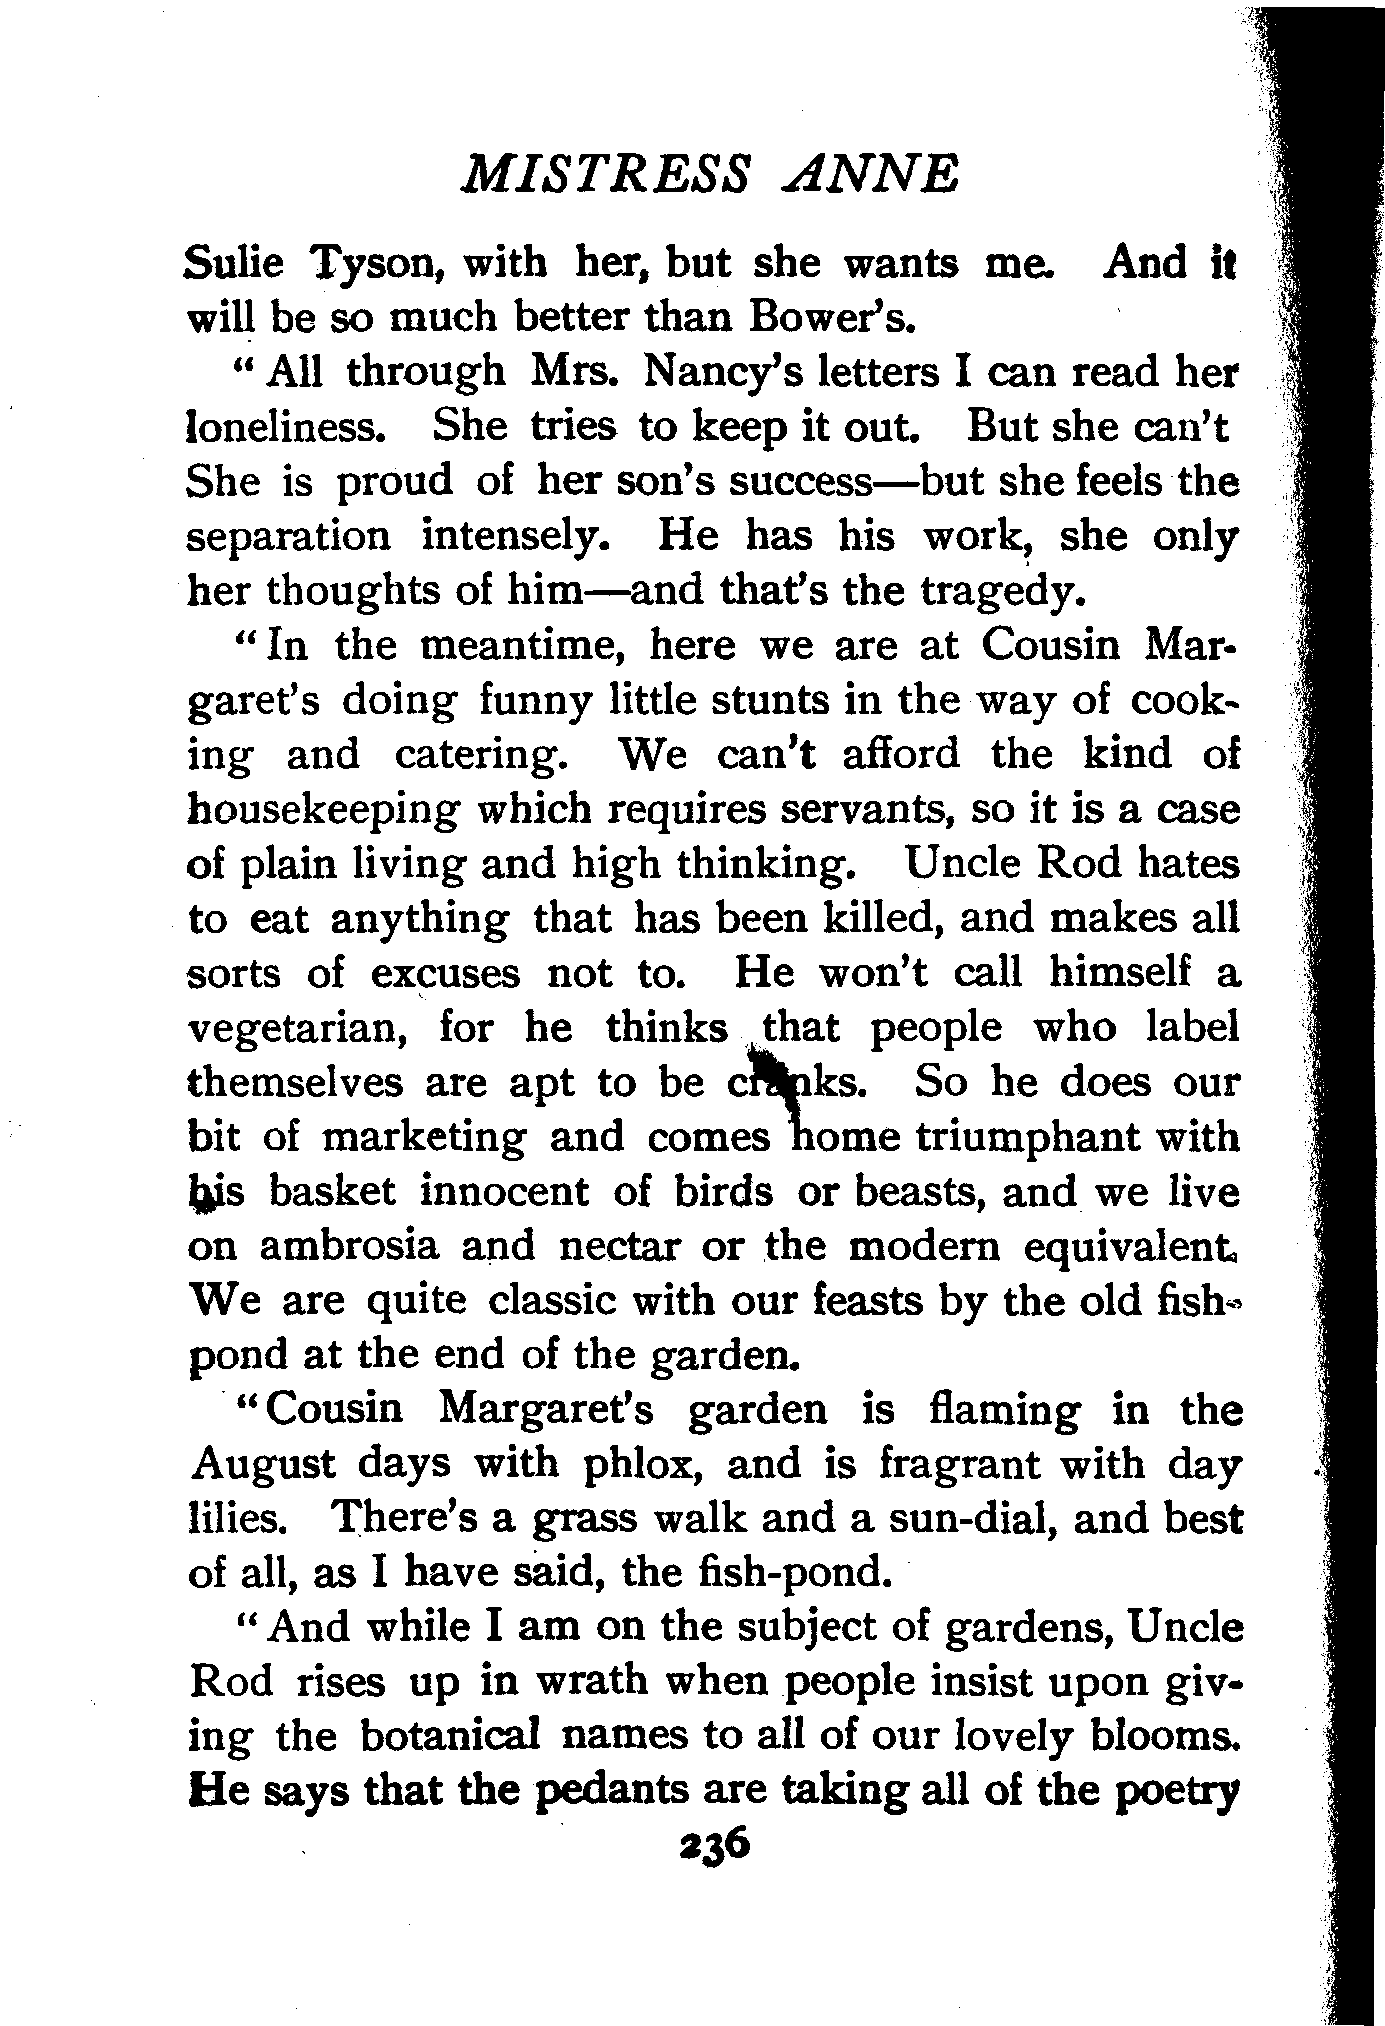 MISTRESS ANNE
Sulie Tyson, with her, but she wants me. And it
will be so much better than Bower's.
" All through Mrs. Nancy's letters I can read her
loneliness. She tries to keep it out. But she can't
She is proud of her son's success—but she feels the
separation intensely. He has his work, she only
her thoughts of him—and that's the tragedy.
" In the meantime, here we are at Cousin Mar-
garet's doing funny little stunts in the way of cook-
ing and catering. We can't afford the kind of
housekeeping which requires servants, so it is a case
of plain living and high thinking. Uncle Rod hates
to eat anything that has been killed, and makes all
sorts of excuses not to. He won't call himself a
vegetarian, for he thinks that people who label
themselves are apt to be cranks. So he does our
bit of marketing and comes home triumphant with
his basket innocent of birds or beasts, and we live
on ambrosia and nectar or the modern equivalent.
We are quite classic with our feasts by the old fish-
pond at the end of the garden.
" Cousin Margaret's garden is flaming in the
August days with phlox, and is fragrant with day
lilies. There's a grass walk and a sun-dial, and best
of all, as I have said, the fish-pond.
" And while I am on the subject of gardens, Uncle
Rod rises up in wrath when people insist upon giv-
ing the botanical names to all of our lovely blooms.
He says that the pedants are taking all of the poetry
236